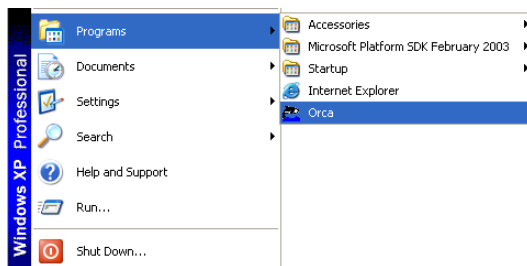 Windows XP Professional
Programs
Documents
Settings
Search
Help and Support
Run...
Shut Down...
Accessories
Microsoft Platform SDK February 2003
Startup
Internet Explorer
Orca